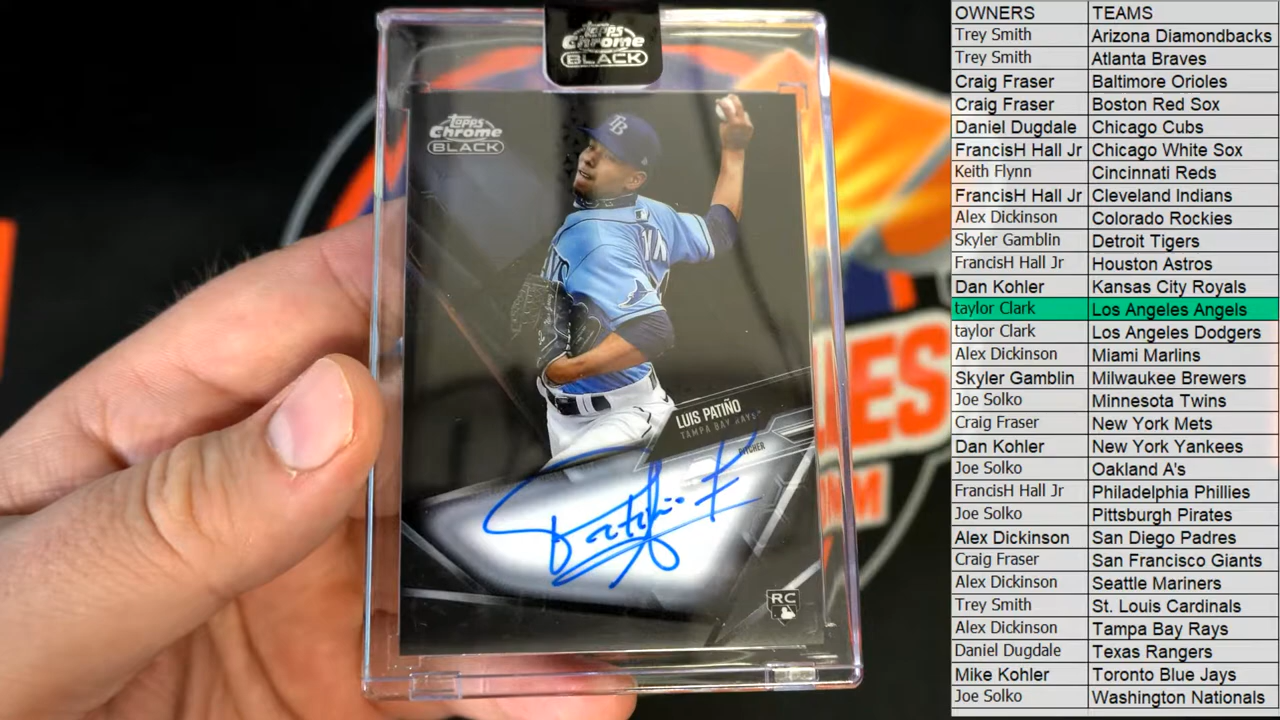 Topps
Chrome
BLACK
Topps
Chrome
BLACK
TB
LUIS PATIÑO
TAMPA BAY RAYS
PITCHER
RC
ES
OWNERS TEAMS
Trey Smith Arizona Diamondbacks
Trey Smith Atlanta Braves
Craig Fraser Baltimore Orioles
Craig Fraser Boston Red Sox
Daniel Dugdale Chicago Cubs
FrancisH Hall Jr Chicago White Sox
Keith Flynn Cincinnati Reds
FrancisH Hall Jr Cleveland Indians
Alex Dickinson Colorado Rockies
Skyler Gamblin Detroit Tigers
FrancisH Hall Jr Houston Astros
Dan Kohler Kansas City Royals
taylor Clark Los Angeles Angels
taylor Clark Los Angeles Dodgers
Alex Dickinson Miami Marlins
Skyler Gamblin Milwaukee Brewers
Joe Solko Minnesota Twins
Craig Fraser New York Mets
Dan Kohler New York Yankees
Joe Solko Oakland A's
FrancisH Hall Jr Philadelphia Phillies
Joe Solko Pittsburgh Pirates
Alex Dickinson San Diego Padres
Craig Fraser San Francisco Giants
Alex Dickinson Seattle Mariners
Trey Smith St. Louis Cardinals
Alex Dickinson Tampa Bay Rays
Daniel Dugdale Texas Rangers
Mike Kohler Toronto Blue Jays
Joe Solko Washington Nationals